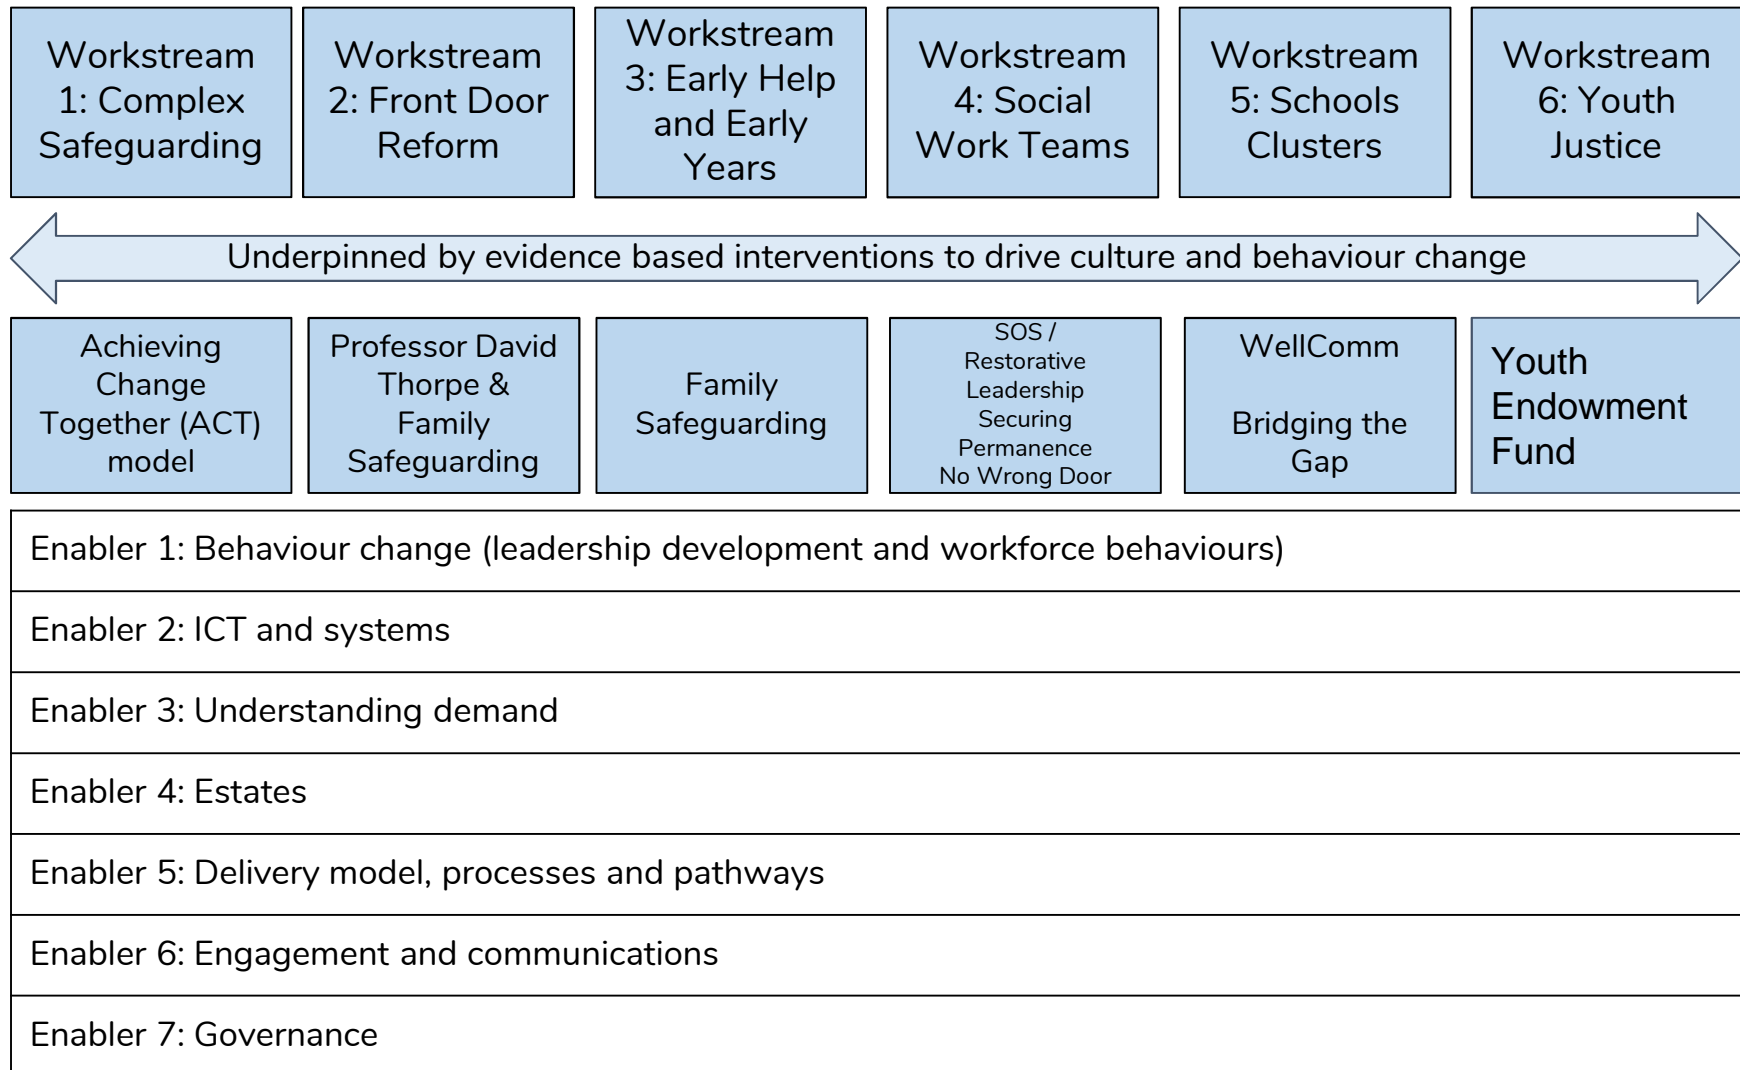 Workstream
1: Complex
Safeguarding
Workstream
2: Front Door
Reform
Workstream
3: Early Help
and Early
Years
Workstream
4: Social
Work Teams
Workstream
5: Schools
Clusters
Workstream
6: Youth
Justice
Underpinned by evidence based interventions to drive culture and behaviour change
Achieving
Change
Together (ACT)
model
Professor David
Thorpe &
Family
Safeguarding
Family
Safeguarding
SOS /
Restorative
Leadership
Securing
Permanence
No Wrong Door
WellComm
Bridging the
Gap
Youth
Endowment
Fund
Enabler 1: Behaviour change (leadership development and workforce behaviours)
Enabler 2: ICT and systems
Enabler 3: Understanding demand
Enabler 4: Estates
Enabler 5: Delivery model, processes and pathways
Enabler 6: Engagement and communications
Enabler 7: Governance